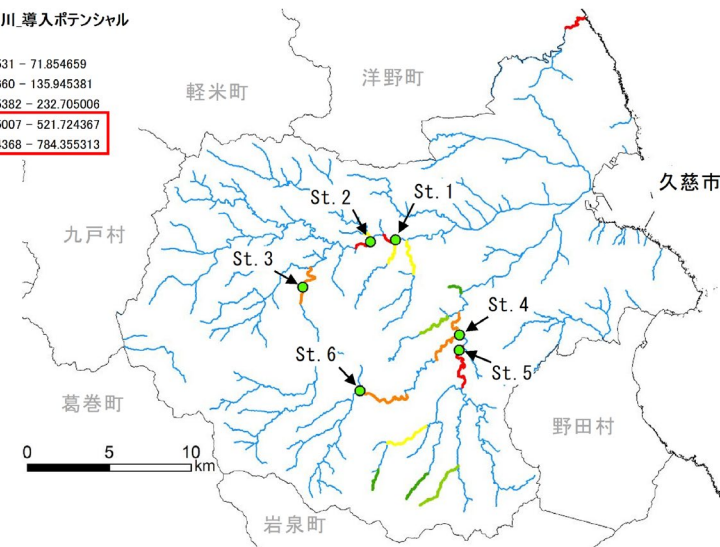 川_導入ポテンシャル
531 - 71.854659
660 - 135.945381
5382 - 232.705006
5007 - 521.724367
4368 - 784.355313
洋野町
軽米町
久慈市
St. 1
St. 2
九戸村
St. 3
St. 4
St. 6
St. 5
葛巻町
野田村
0 5 10
km
岩泉町